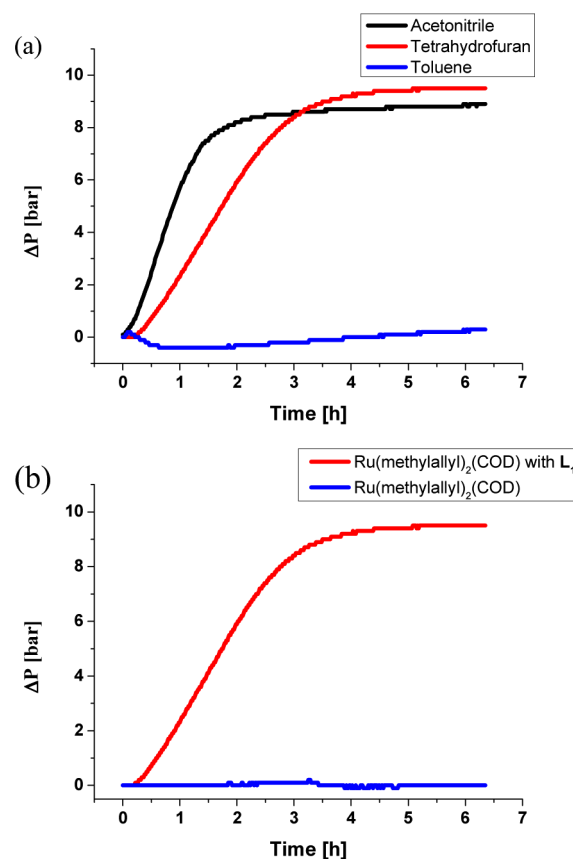 (a)
Acetonitrile
Tetrahydrofuran
Toluene
10
8
6
4
2
0
ΔP [bar]
0 1 2 3 4 5 6 7
Time [h]
(b)
Ru(methylallyl)₂(COD) with L₁
Ru(methylallyl)₂(COD)
10
8
6
4
2
0
ΔP [bar]
0 1 2 3 4 5 6 7
Time [h]